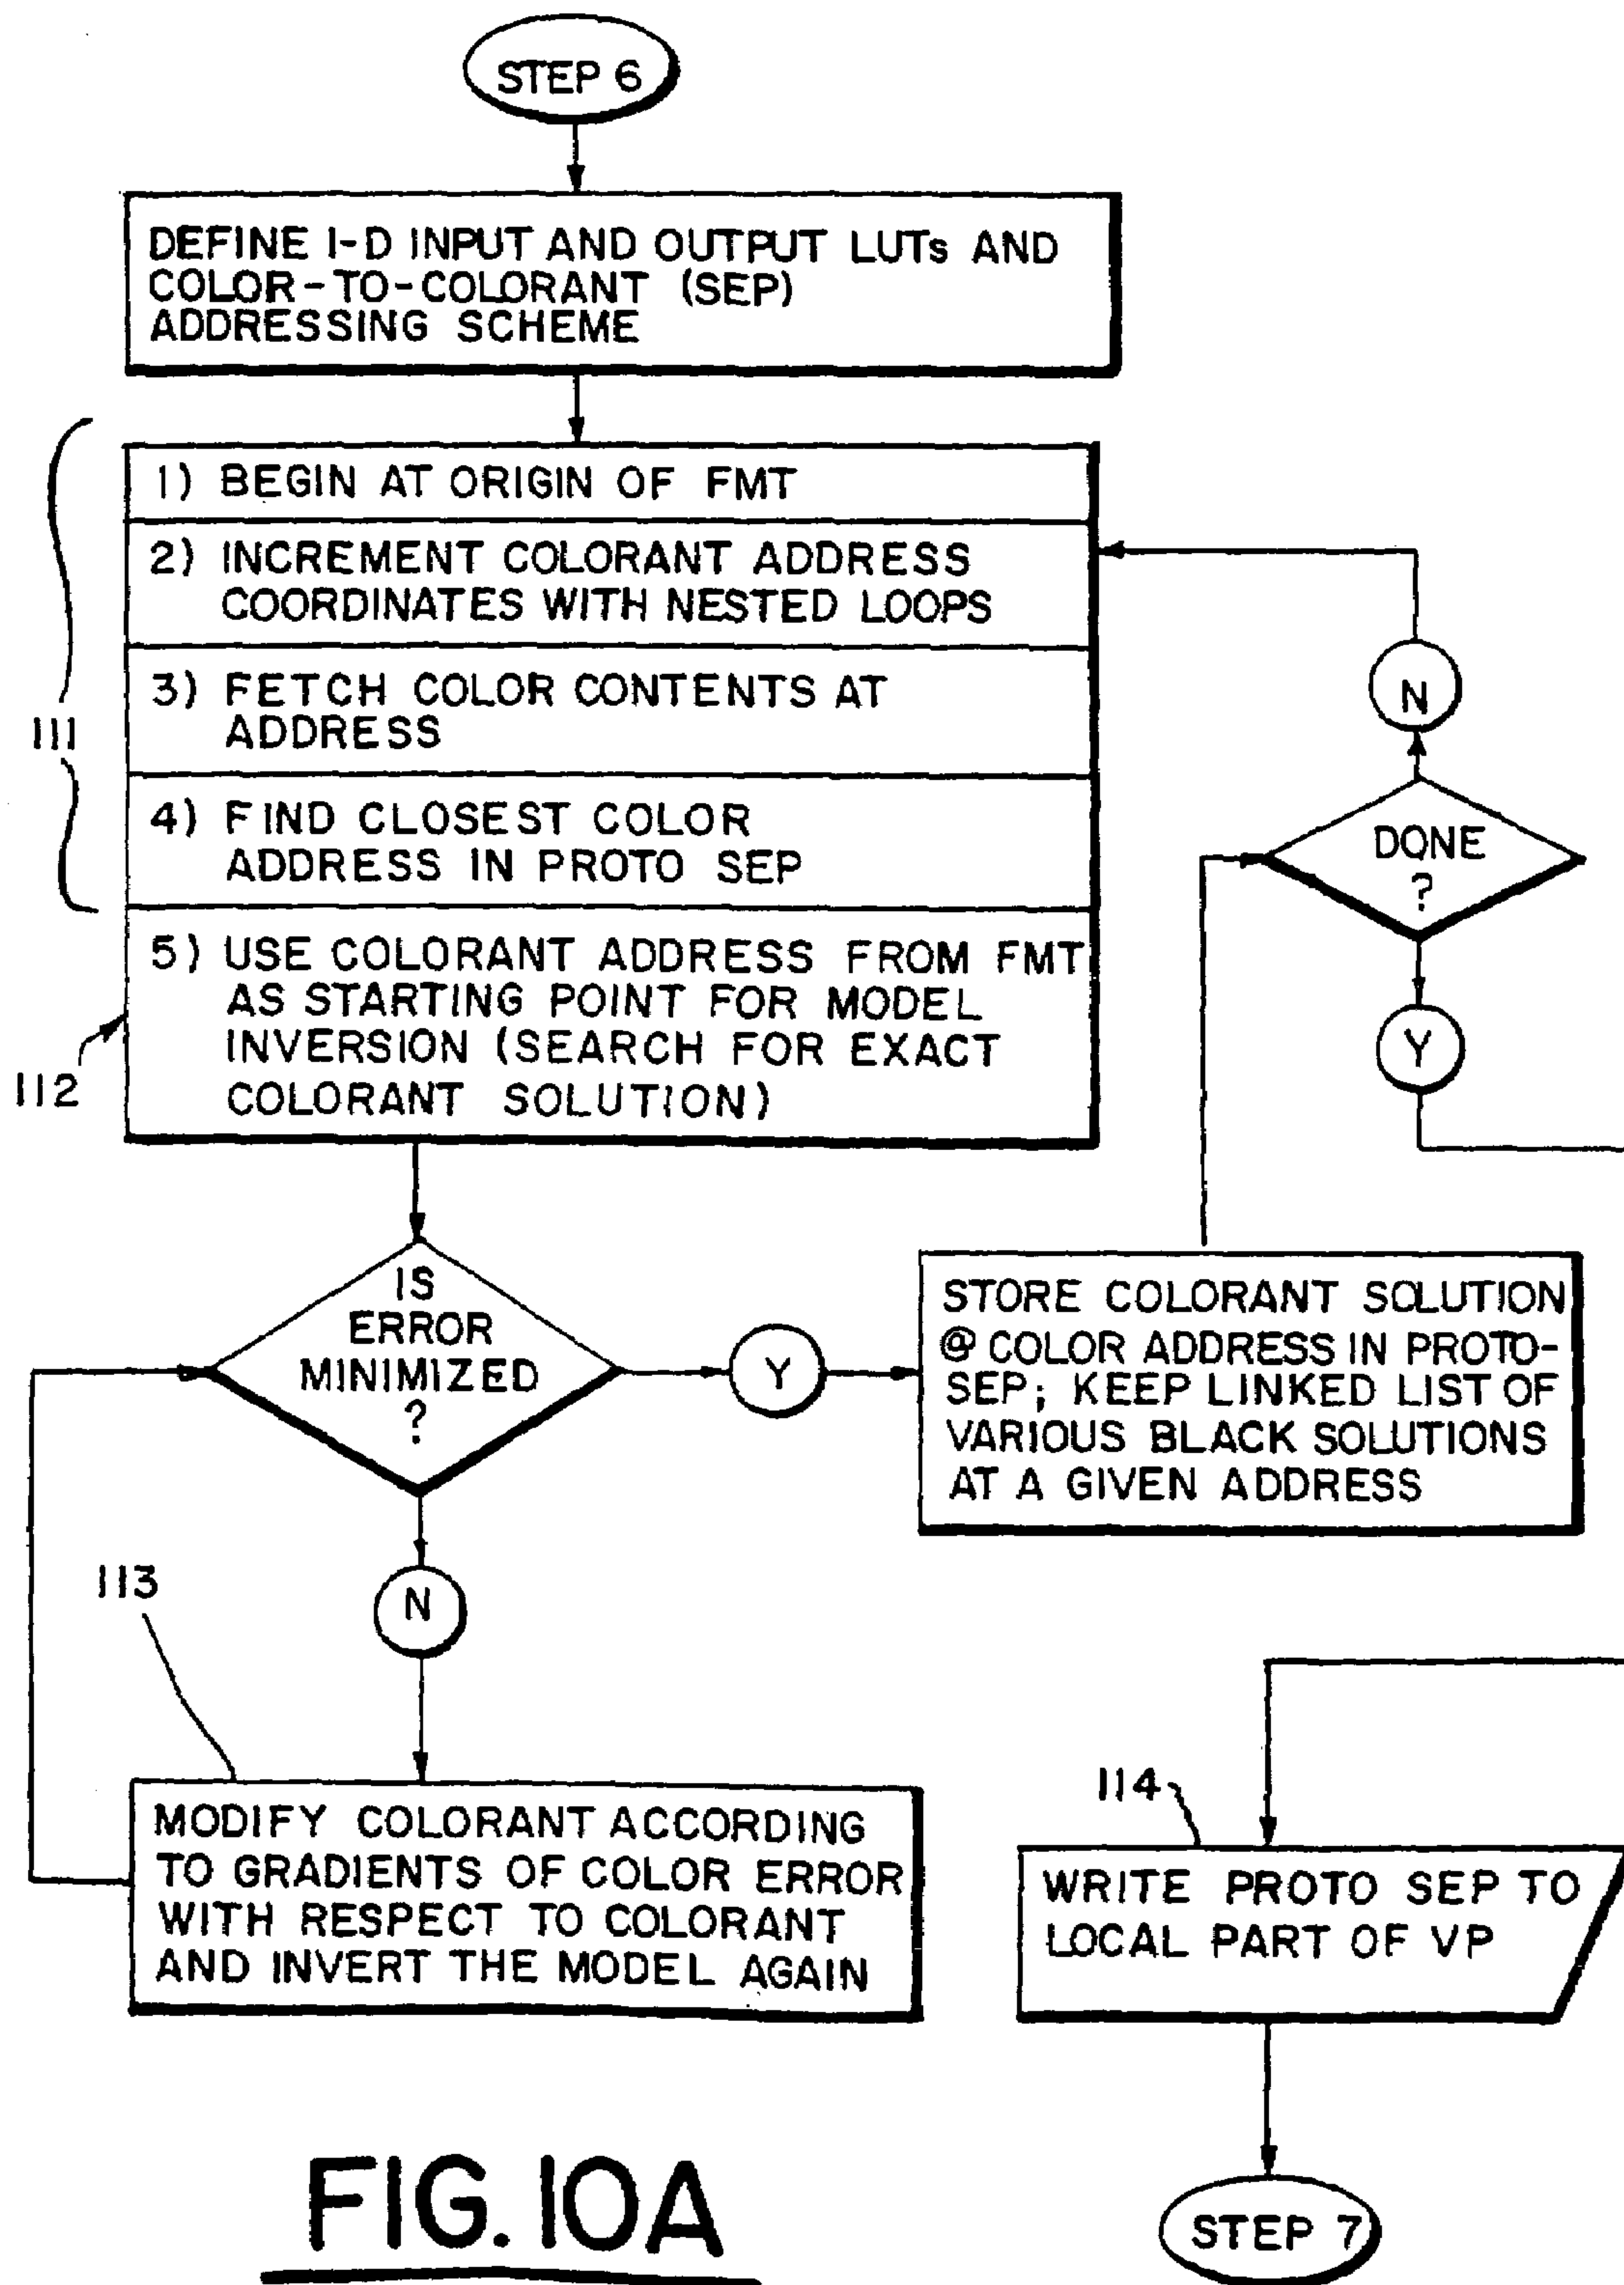 STEP 6
DEFINE 1-D INPUT AND OUTPUT LUTs AND
COLOR-TO-COLORANT (SEP)
ADDRESSING SCHEME
1) BEGIN AT ORIGIN OF FMT
2) INCREMENT COLORANT ADDRESS
COORDINATES WITH NESTED LOOPS
3) FETCH COLOR CONTENTS AT
ADDRESS
4) FIND CLOSEST COLOR
ADDRESS IN PROTO SEP
5) USE COLORANT ADDRESS FROM FMT
AS STARTING POINT FOR MODEL
INVERSION (SEARCH FOR EXACT
COLORANT SOLUTION)
111
112
N
DONE
?
Y
IS
ERROR
MINIMIZED
?
Y
STORE COLORANT SOLUTION
@ COLOR ADDRESS IN PROTO-
SEP; KEEP LINKED LIST OF
VARIOUS BLACK SOLUTIONS
AT A GIVEN ADDRESS
N
113
MODIFY COLORANT ACCORDING
TO GRADIENTS OF COLOR ERROR
WITH RESPECT TO COLORANT
AND INVERT THE MODEL AGAIN
114
WRITE PROTO SEP TO
LOCAL PART OF VP
STEP 7
FIG. 10A